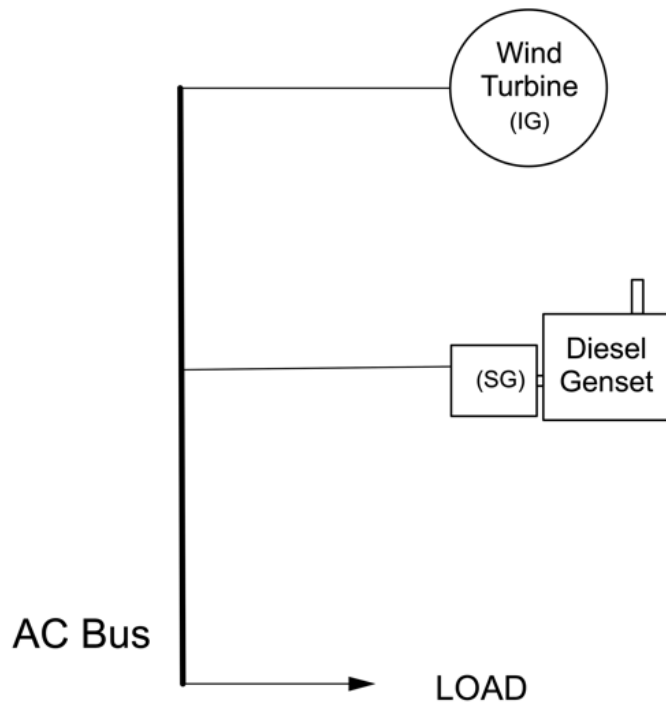 Wind
Turbine
(IG)
(SG)
Diesel
Genset
AC Bus
LOAD